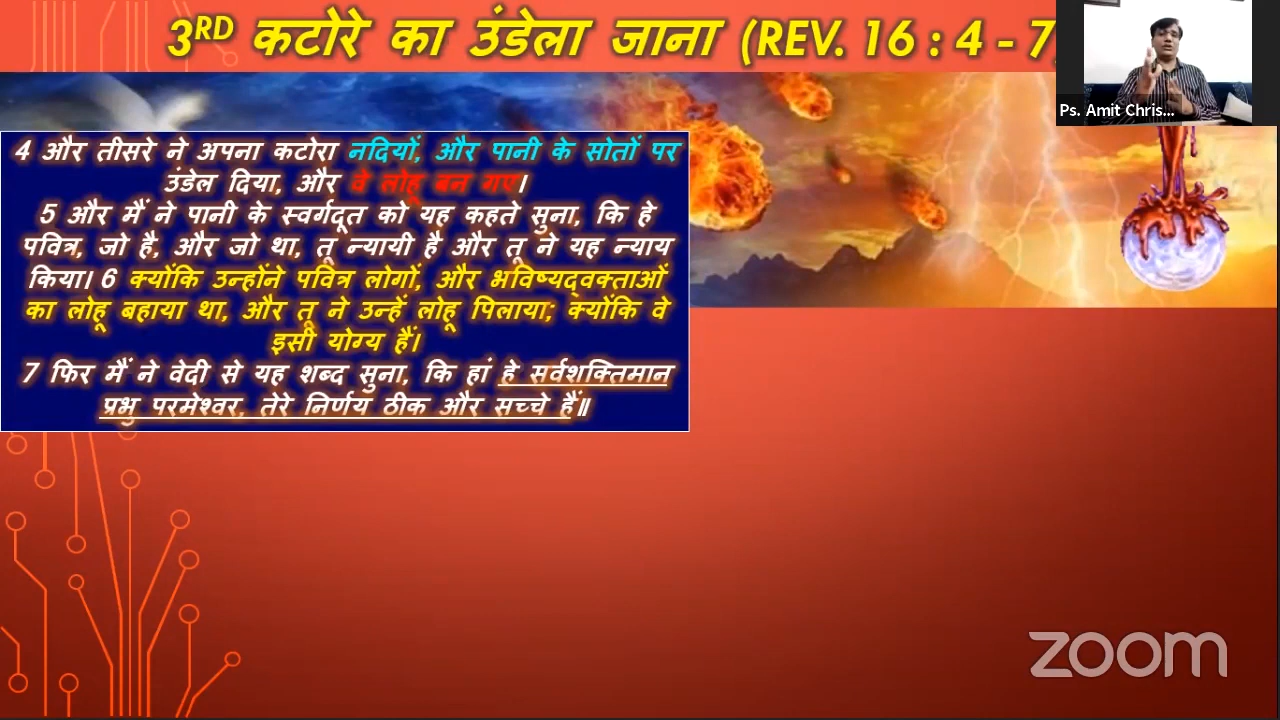 3RD कटोरे का उंडेला जाना (REV. 16 : 4 - 7
Ps. Amit Chris...
4 और तीसरे ने अपना कटोरा नदियों, और पानी के सोतों पर
उंडेल दिया, और वे लोहू बन गए।
5 और मैं ने पानी के स्वर्गदूत को यह कहते सुना, कि हे
पवित्र, जो है, और जो था, तू न्यायी है और तू ने यह न्याय
किया। 6 क्योंकि उन्होंने पवित्र लोगों, और भविष्यद्वक्ताओं
का लोहू बहाया था, और तू ने उन्हें लोहू पिलाया; क्योंकि वे
इसी योग्य हैं।
7 फिर मैं ने वेदी से यह शब्द सुना, कि हां हे सर्वशक्तिमान
प्रभु परमेश्वर, तेरे निर्णय ठीक और सच्चे हैं॥
zoom